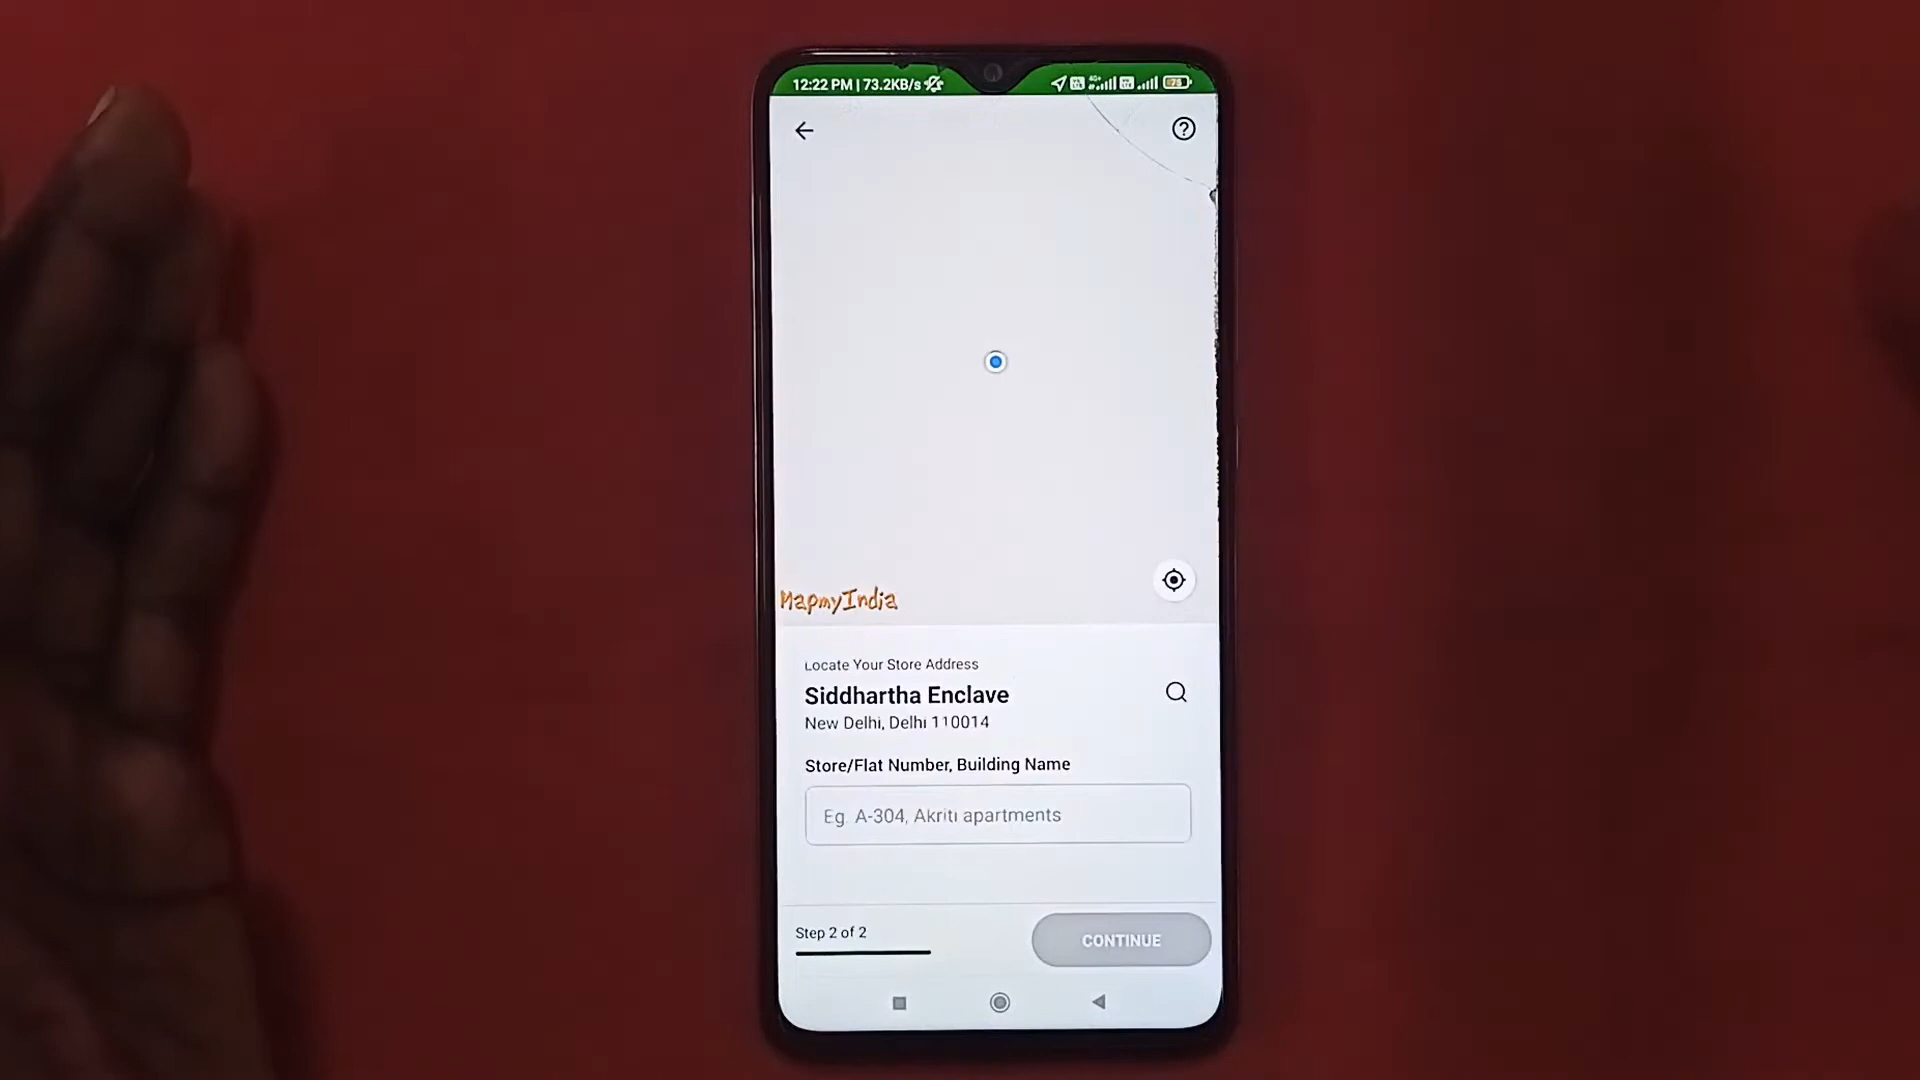 12:22 PM | 73.2KB/s
MapmyIndia
Locate Your Store Address
Siddhartha Enclave
New Delhi, Delhi 110014
Store/Flat Number, Building Name
Eg. A-304, Akriti apartments
Step 2 of 2
CONTINUE